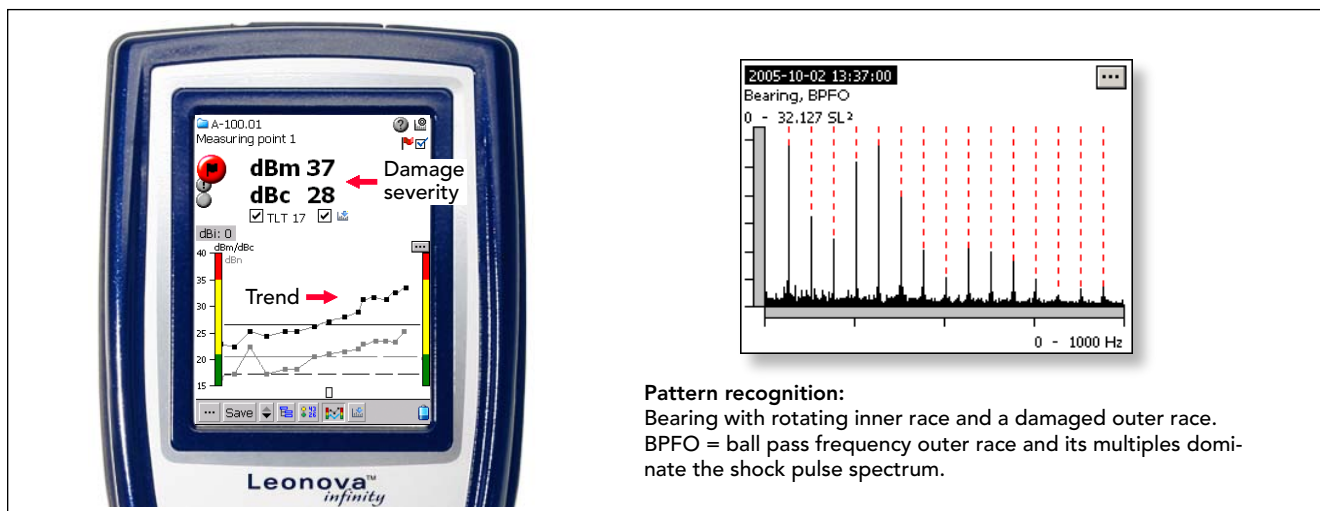 A-100.01
Measuring point 1
dBm 37
dBc 28
Damage
severity
TLT 17
dBi: 0
dBm/dBc
dBn
40
35
30
25
20
15
Trend
Save
Leonova™
infinity
2005-10-02 13:37:00
Bearing, BPFO
0 - 32.127 SL²
0 - 1000 Hz
Pattern recognition:
Bearing with rotating inner race and a damaged outer race.
BPFO = ball pass frequency outer race and its multiples domi-
nate the shock pulse spectrum.